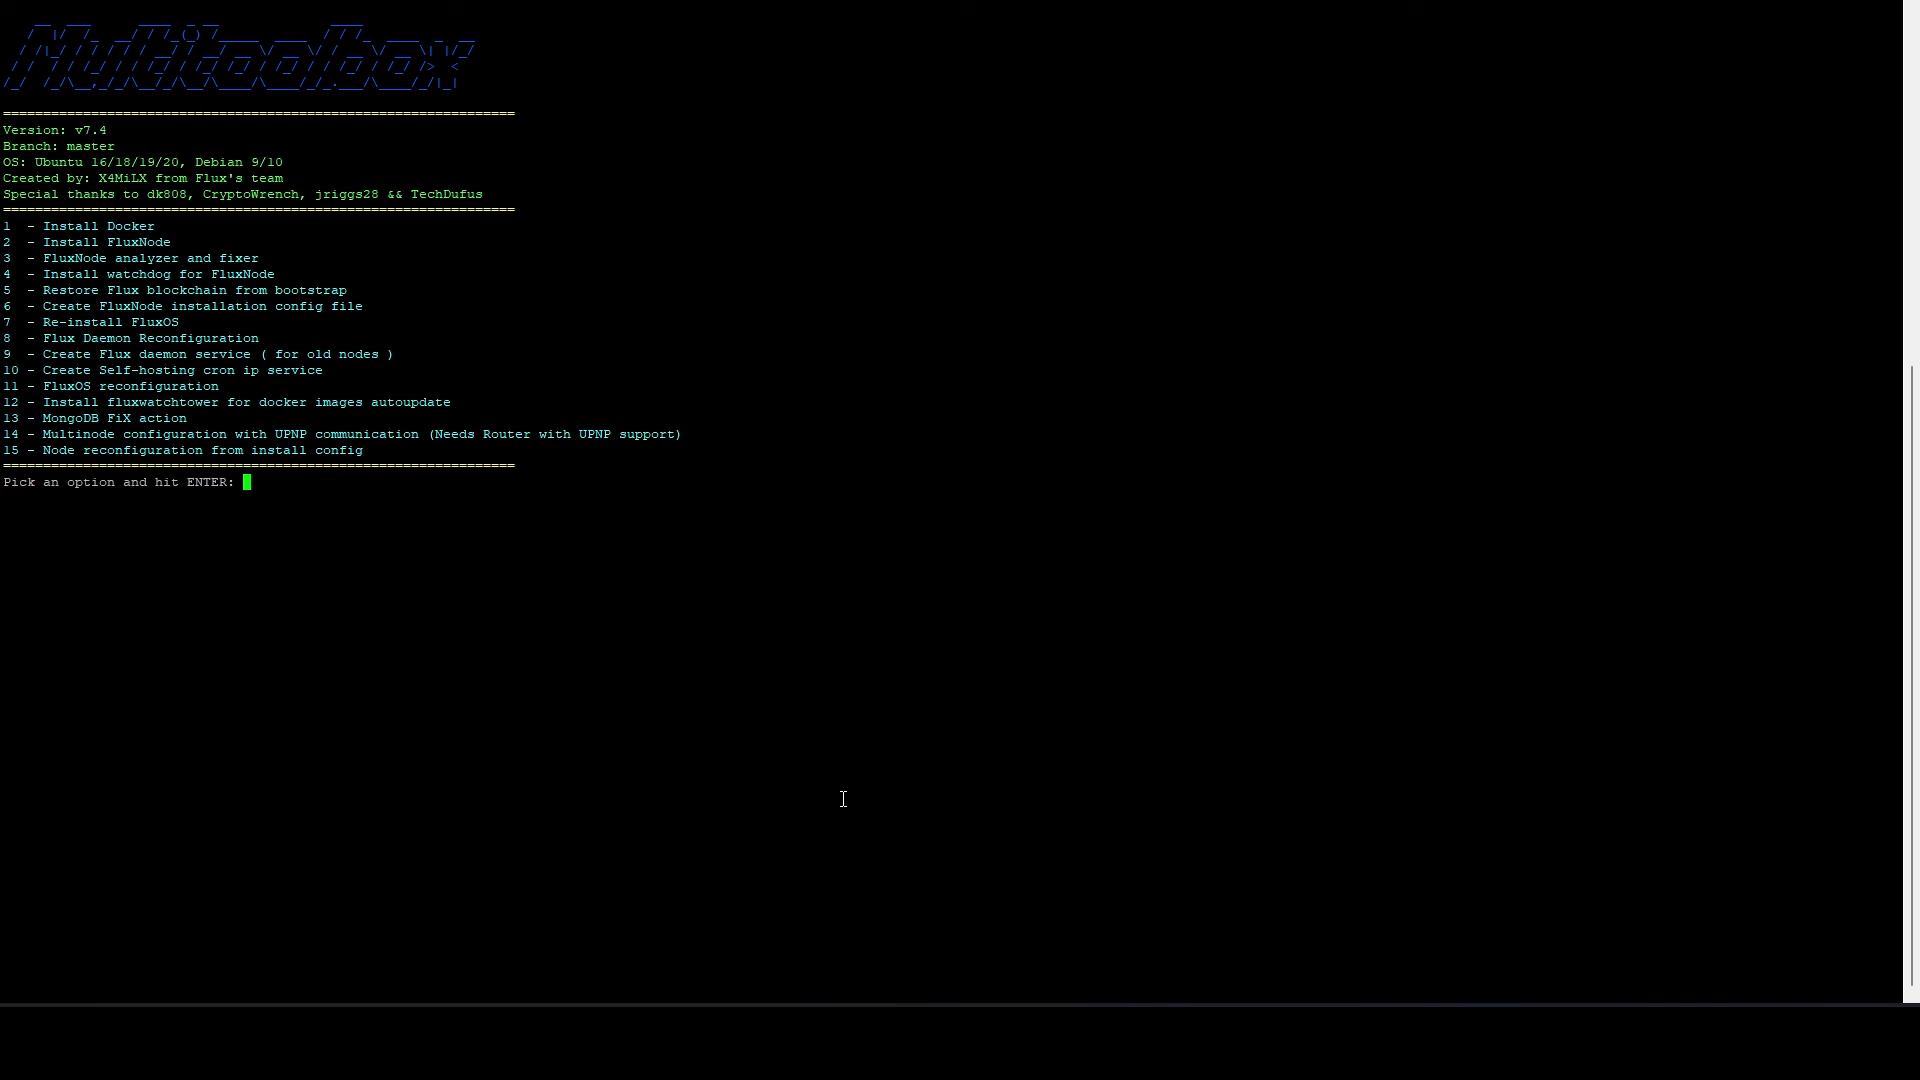 Multitoolbox
================================================================
Version: v7.4
Branch: master
OS: Ubuntu 16/18/19/20, Debian 9/10
Created by: X4MiLX from Flux's team
Special thanks to dk808, CryptoWrench, jriggs28 && TechDufus
================================================================
1  - Install Docker
2  - Install FluxNode
3  - FluxNode analyzer and fixer
4  - Install watchdog for FluxNode
5  - Restore Flux blockchain from bootstrap
6  - Create FluxNode installation config file
7  - Re-install FluxOS
8  - Flux Daemon Reconfiguration
9  - Create Flux daemon service ( for old nodes )
10 - Create Self-hosting cron ip service
11 - FluxOS reconfiguration
12 - Install fluxwatchtower for docker images autoupdate
13 - MongoDB FiX action
14 - Multinode configuration with UPNP communication (Needs Router with UPNP support)
15 - Node reconfiguration from install config
================================================================
Pick an option and hit ENTER: